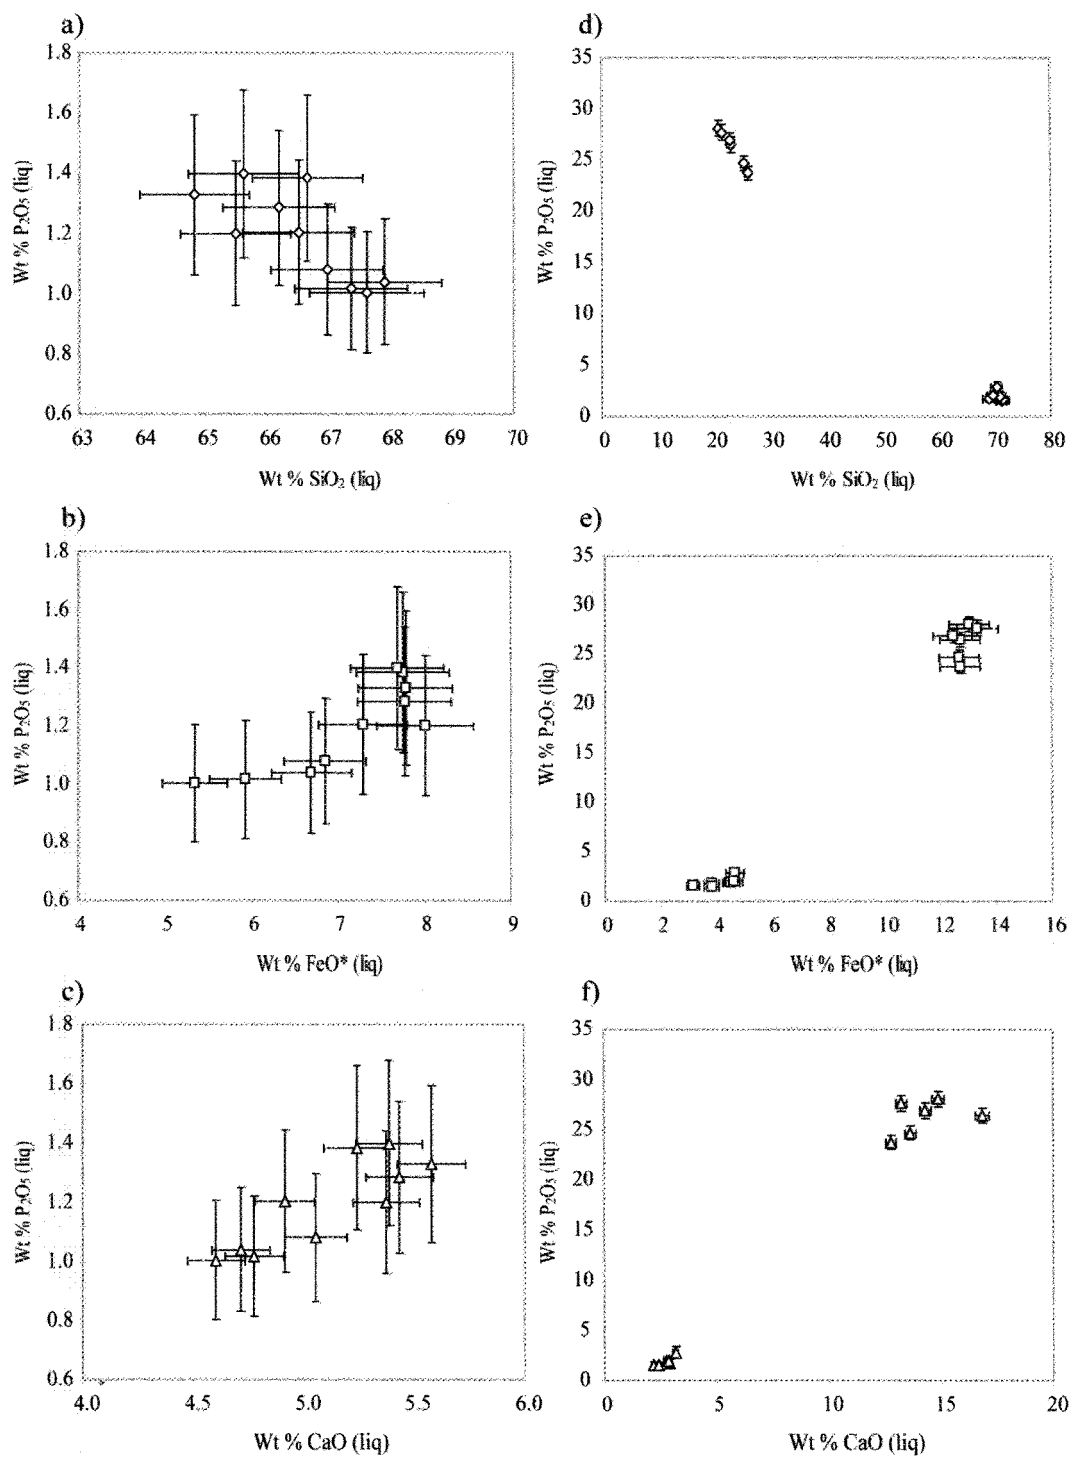 a)
1.8
1.6
1.4
1.2
1.0
0.8
0.6
63 64 65 66 67 68 69 70
Wt % SiO₂ (liq)
Wt % P₂O₅ (liq)
d)
35
30
25
20
15
10
5
0
0 10 20 30 40 50 60 70 80
Wt % SiO₂ (liq)
Wt % P₂O₅ (liq)
b)
1.8
1.6
1.4
1.2
1.0
0.8
0.6
4 5 6 7 8 9
Wt % FeO* (liq)
Wt % P₂O₅ (liq)
e)
35
30
25
20
15
10
5
0
0 2 4 6 8 10 12 14 16
Wt % FeO* (liq)
Wt % P₂O₅ (liq)
c)
1.8
1.6
1.4
1.2
1.0
0.8
0.6
4.0 4.5 5.0 5.5 6.0
Wt % CaO (liq)
Wt % P₂O₅ (liq)
f)
35
30
25
20
15
10
5
0
0 5 10 15 20
Wt % CaO (liq)
Wt % P₂O₅ (liq)